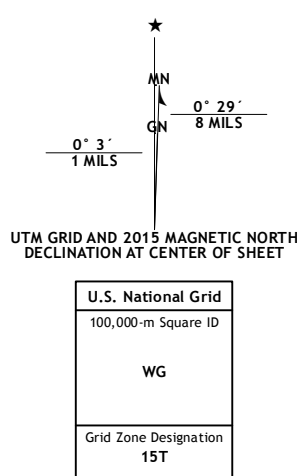 ★
MN
0° 29´
8 MILS
GN
0° 3´
1 MILS
UTM GRID AND 2015 MAGNETIC NORTH
DECLINATION AT CENTER OF SHEET
U.S. National Grid
100,000-m Square ID
WG
Grid Zone Designation
15T